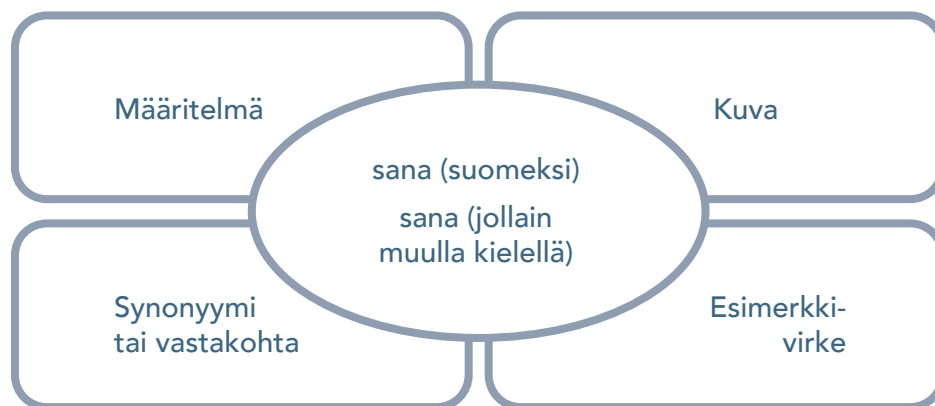 Määritelmä
Kuva
sana (suomeksi)
sana (jollain
muulla kielellä)
Synonyymi
tai vastakohta
Esimerkki-
virke